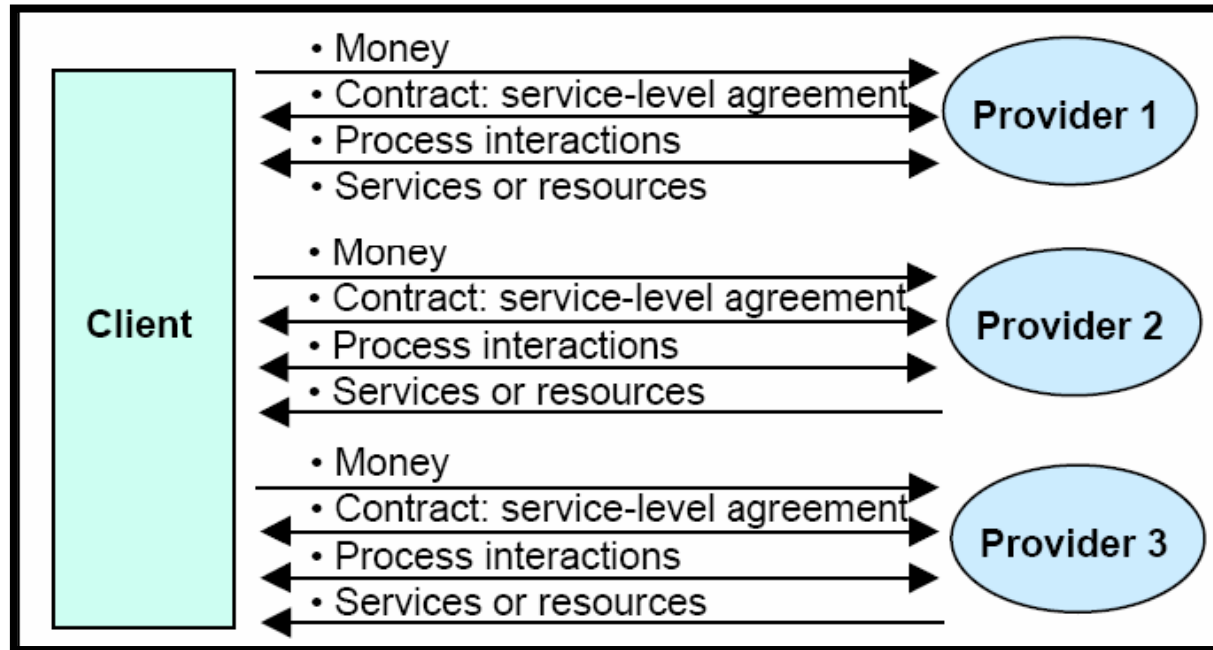 • Money
• Contract: service-level agreement
Provider 1
• Process interactions
• Services or resources
• Money
• Contract: service-level agreement
Client
Provider 2
• Process interactions
• Services or resources
• Money
• Contract: service-level agreement
Provider 3
• Process interactions
• Services or resources